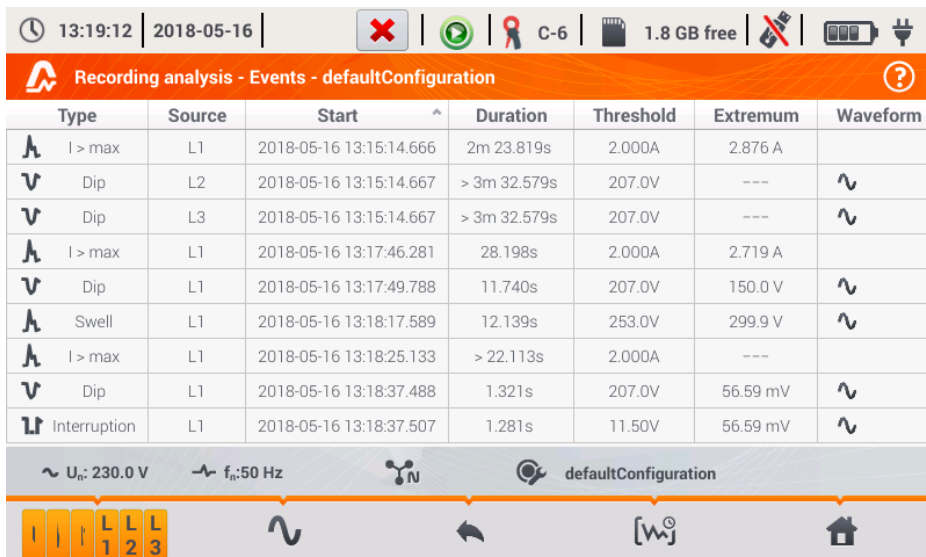 13:19:12 2018-05-16 C-6 1.8 GB free
Recording analysis - Events - defaultConfiguration ?
Type Source Start Duration Threshold Extremum Waveform
I > max L1 2018-05-16 13:15:14.666 2m 23.819s 2.000A 2.876 A
Dip L2 2018-05-16 13:15:14.667 > 3m 32.579s 207.0V ---
Dip L3 2018-05-16 13:15:14.667 > 3m 32.579s 207.0V ---
I > max L1 2018-05-16 13:17:46.281 28.198s 2.000A 2.719 A
Dip L1 2018-05-16 13:17:49.788 11.740s 207.0V 150.0 V
Swell L1 2018-05-16 13:18:17.589 12.139s 253.0V 299.9 V
I > max L1 2018-05-16 13:18:25.133 > 22.113s 2.000A ---
Dip L1 2018-05-16 13:18:37.488 1.321s 207.0V 56.59 mV
Interruption L1 2018-05-16 13:18:37.507 1.281s 11.50V 56.59 mV
Un: 230.0 V fn:50 Hz N defaultConfiguration
L L L
1 2 3